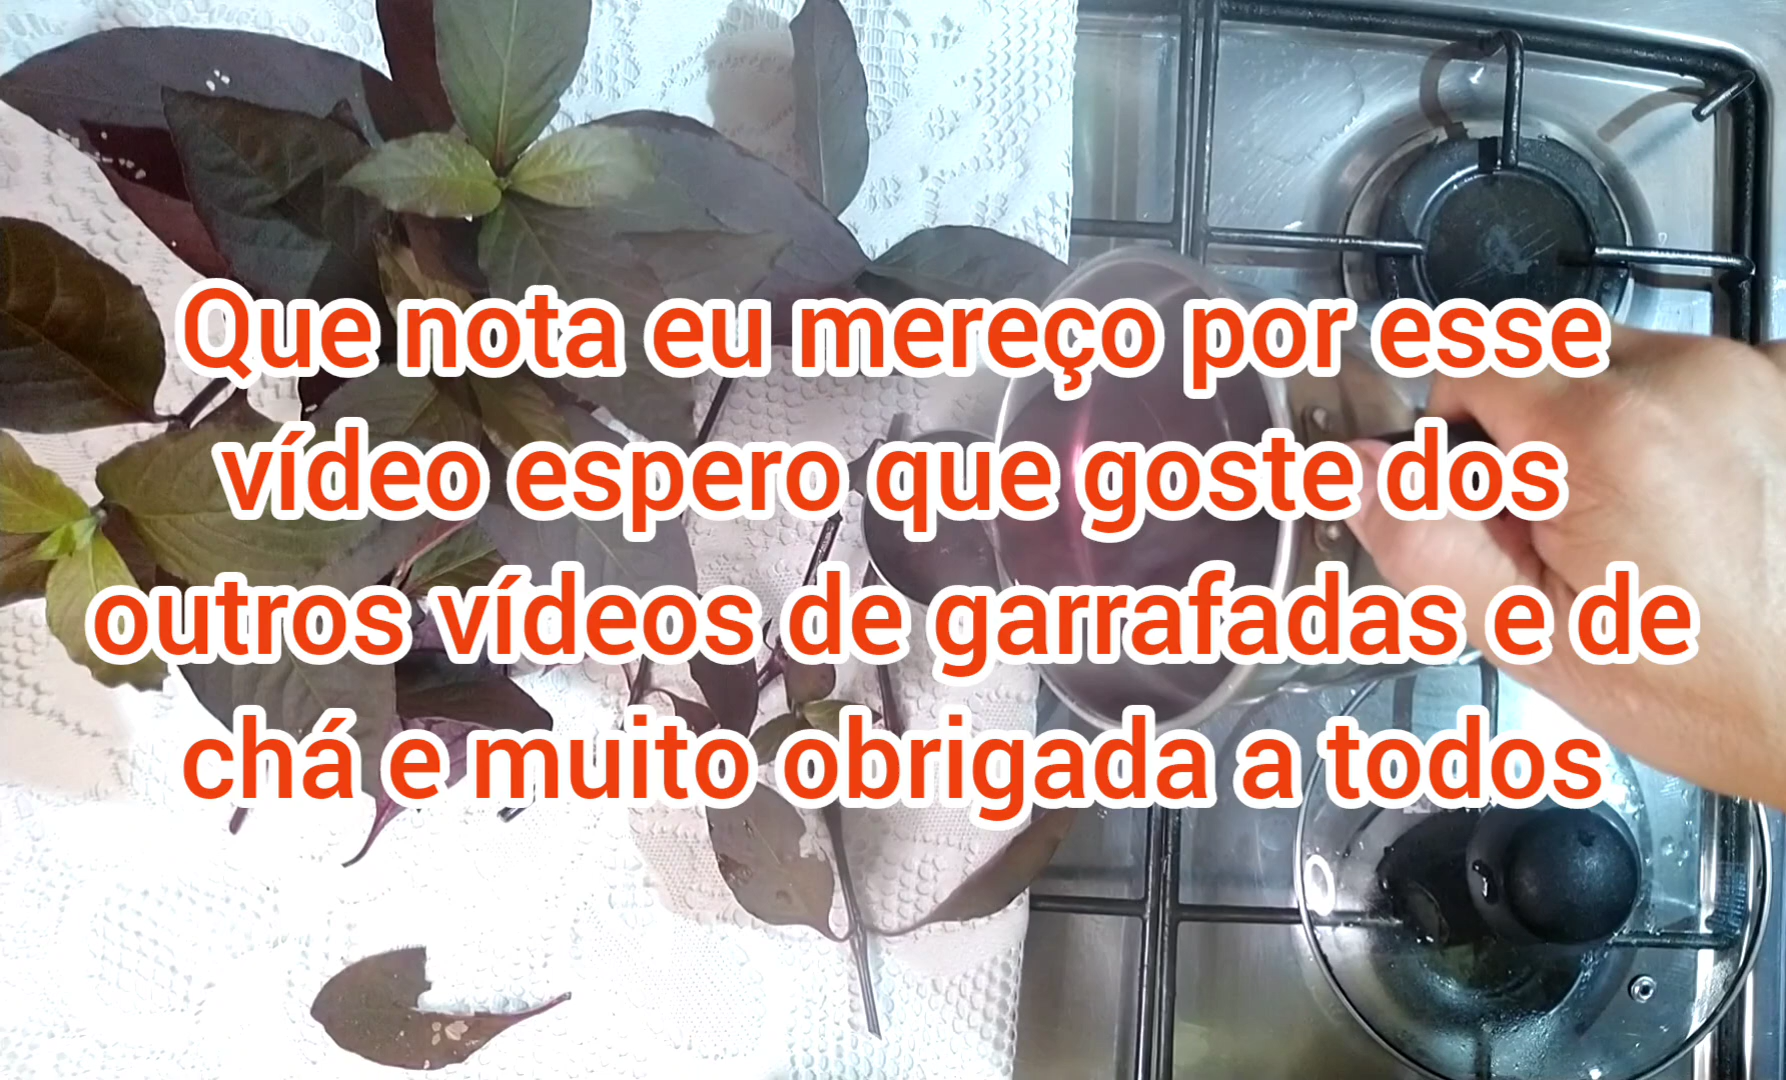 Que nota eu mereço por esse
vídeo espero que goste dos
outros vídeos de garrafadas e de
chá e muito obrigada a todos